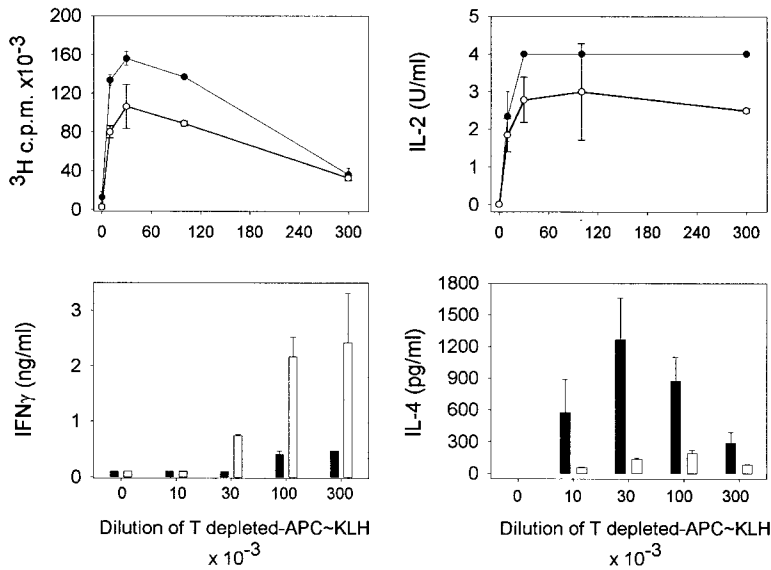 ³H c.p.m. x10⁻³
200
160
120
80
40
0
0 60 120 180 240 300
IL-2 (U/ml)
5
4
3
2
1
0
0 60 120 180 240 300
IFNγ (ng/ml)
3
2
1
0
0 10 30 100 300
Dilution of T depleted-APC~KLH
x 10⁻³
IL-4 (pg/ml)
1800
1500
1200
900
600
300
0
0 10 30 100 300
Dilution of T depleted-APC~KLH
x 10⁻³